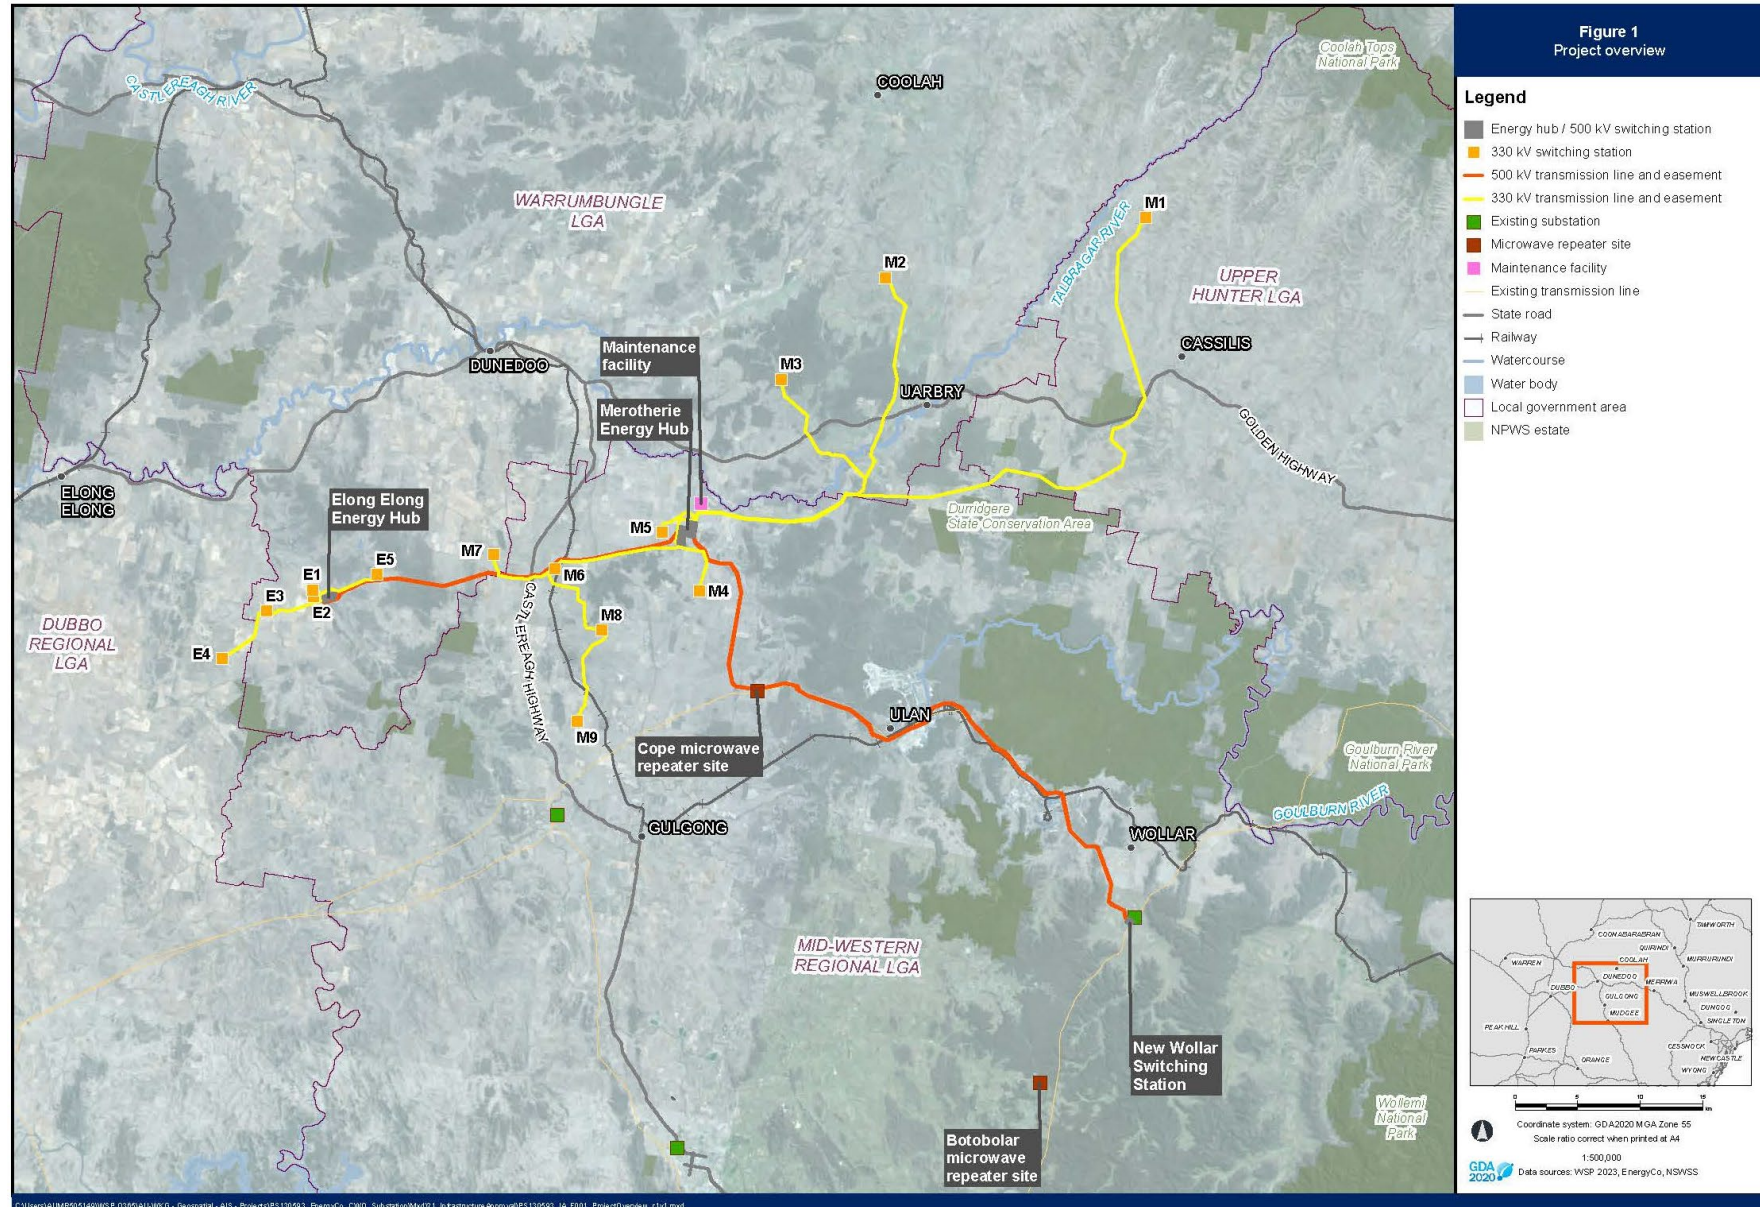 Figure 1
Project overview
Legend
Energy hub / 500 kV switching station
330 kV switching station
500 kV transmission line and easement
330 kV transmission line and easement
Existing substation
Microwave repeater site
Maintenance facility
Existing transmission line
State road
Railway
Watercourse
Water body
Local government area
NPWS estate
Coolah Tops
National Park
COOLAH
CASTLEREAGH RIVER
WARRUMBUNGLE
LGA
M1
TALBRAGAR RIVER
M2
UPPER
HUNTER LGA
CASSILIS
DUNEDOO
Maintenance
facility
M3
UARBRY
Merotherie
Energy Hub
GOLDEN HIGHWAY
ELONG
ELONG
Elong Elong
Energy Hub
Durridgere
State Conservation Area
M5
M7
M6
E5
E1
E2
E3
E4
M4
M8
M9
DUBBO
REGIONAL
LGA
CASTLEREAGH HIGHWAY
ULAN
Cope microwave
repeater site
Goulburn River
National Park
GOULBURN RIVER
GULGONG
WOLLAR
MID-WESTERN
REGIONAL LGA
New Wollar
Switching
Station
Botobolar
microwave
repeater site
Wollemi
National
Park
TAMWORTH
COONABARABRAN
QUIRINDI
COOLAH
MURRURUNDI
WARREN
DUNEDOO
MERRIWA
DUBBO
GULGONG
MUSWELLBROOK
DUNGOG
MUDGEE
SINGLETON
PEAK HILL
CESSNOCK
PARKES
NEWCASTLE
ORANGE
WYONG
0 5 10 15
km
Coordinate system: GDA2020 MGA Zone 55
Scale ratio correct when printed at A4
1:500,000
GDA
2020
Data sources: WSP 2023, EnergyCo, NSWSS